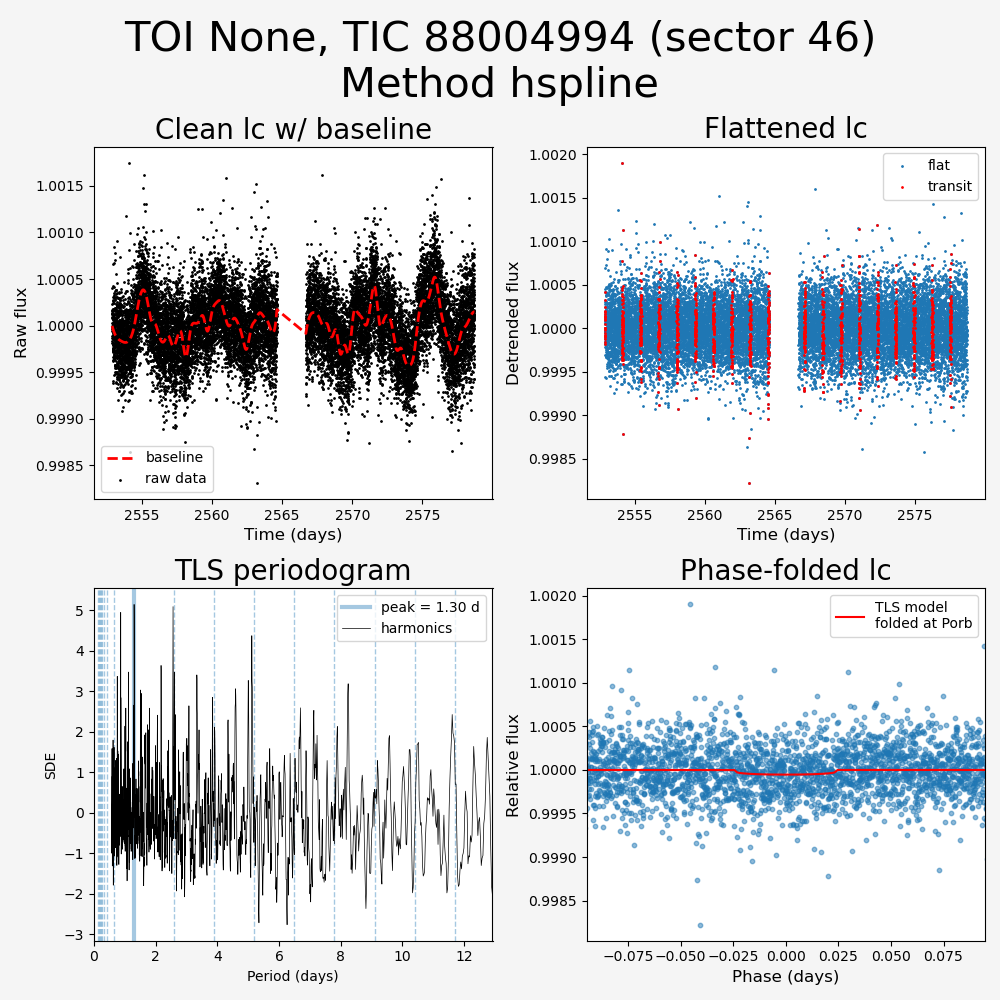 TOI None, TIC 88004994 (sector 46)
Method hspline
Clean lc w/ baseline
Flattened lc
1.0015
1.0010
1.0005
1.0000
0.9995
0.9990
0.9985
Raw flux
baseline
raw data
2555
2560
2565
2570
2575
Time (days)
1.0020
1.0015
1.0010
1.0005
1.0000
0.9995
0.9990
0.9985
Detrended flux
flat
transit
2555
2560
2565
2570
2575
Time (days)
TLS periodogram
Phase-folded lc
5
4
3
2
1
0
−1
−2
−3
SDE
peak = 1.30 d
harmonics
0
2
4
6
8
10
12
Period (days)
1.0020
1.0015
1.0010
1.0005
1.0000
0.9995
0.9990
0.9985
Relative flux
TLS model
folded at Porb
−0.075
−0.050
−0.025
0.000
0.025
0.050
0.075
Phase (days)